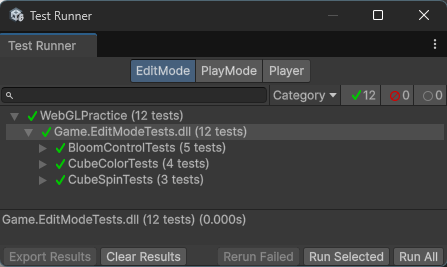 Test Runner
Test Runner
EditMode PlayMode Player
Category 12 0 0
WebGLPractice (12 tests)
Game.EditModeTests.dll (12 tests)
BloomControlTests (5 tests)
CubeColorTests (4 tests)
CubeSpinTests (3 tests)
Game.EditModeTests.dll (12 tests) (0.000s)
Export Results Clear Results Rerun Failed Run Selected Run All